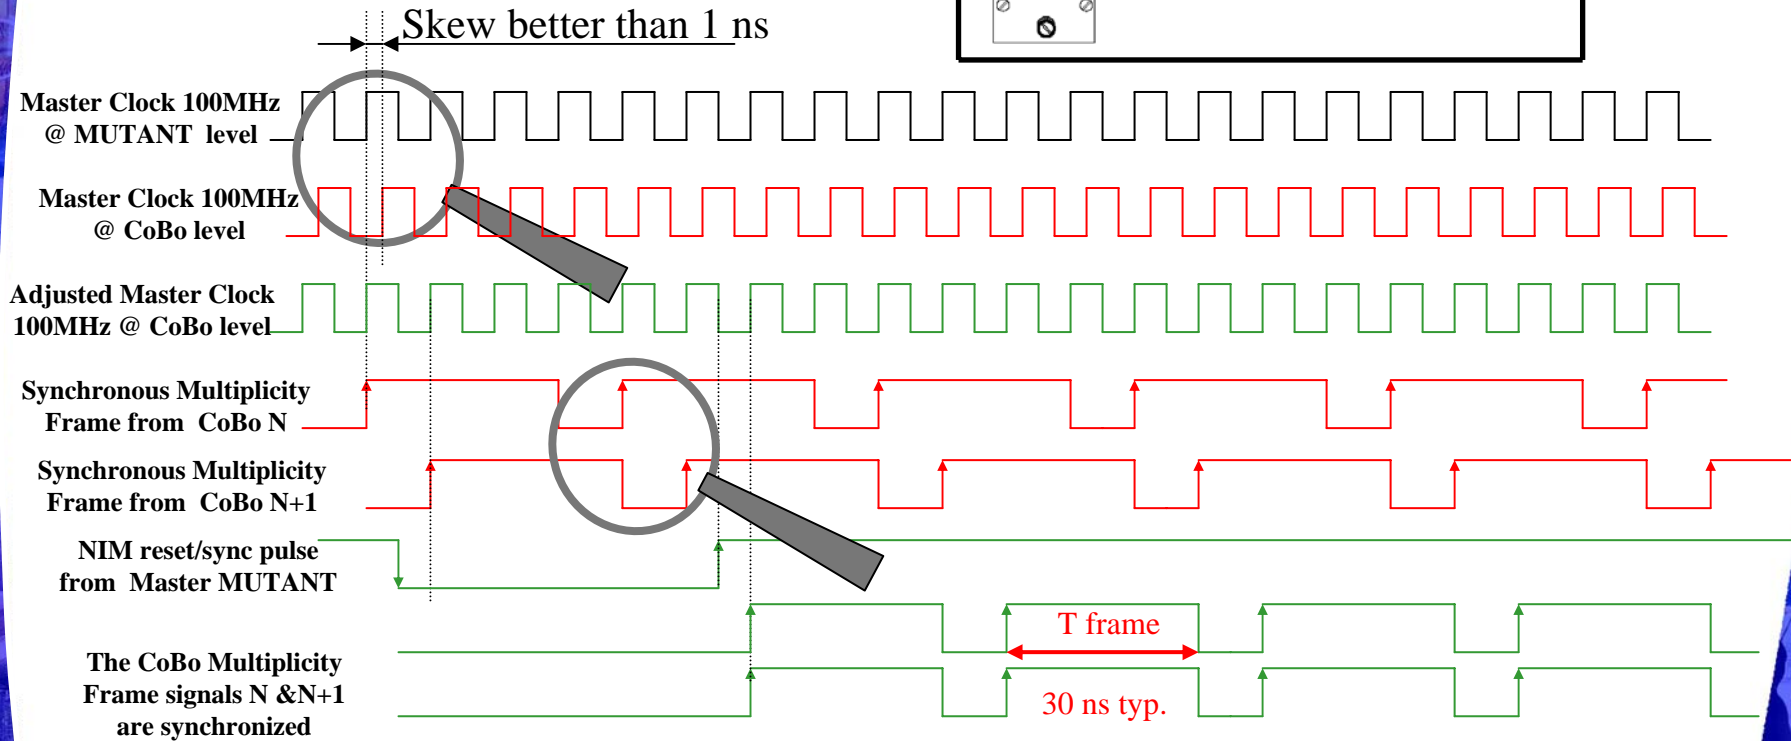 Skew better than 1 ns
Master Clock 100MHz
@ MUTANT level
Master Clock 100MHz
@ CoBo level
Adjusted Master Clock
100MHz @ CoBo level
Synchronous Multiplicity
Frame from CoBo N
Synchronous Multiplicity
Frame from CoBo N+1
NIM reset/sync pulse
from Master MUTANT
T frame
The CoBo Multiplicity
Frame signals N &N+1
are synchronized
30 ns typ.